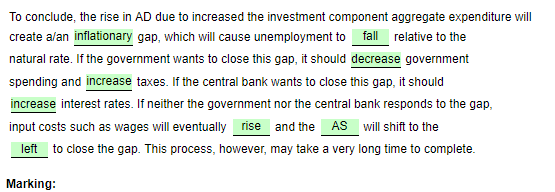 To conclude, the rise in AD due to increased the investment component aggregate expenditure will
create a/an inflationary gap, which will cause unemployment to fall relative to the
natural rate. If the government wants to close this gap, it should decrease government
spending and increase taxes. If the central bank wants to close this gap, it should
increase interest rates. If neither the government nor the central bank responds to the gap,
input costs such as wages will eventually rise and the AS will shift to the
left to close the gap. This process, however, may take a very long time to complete.
Marking: